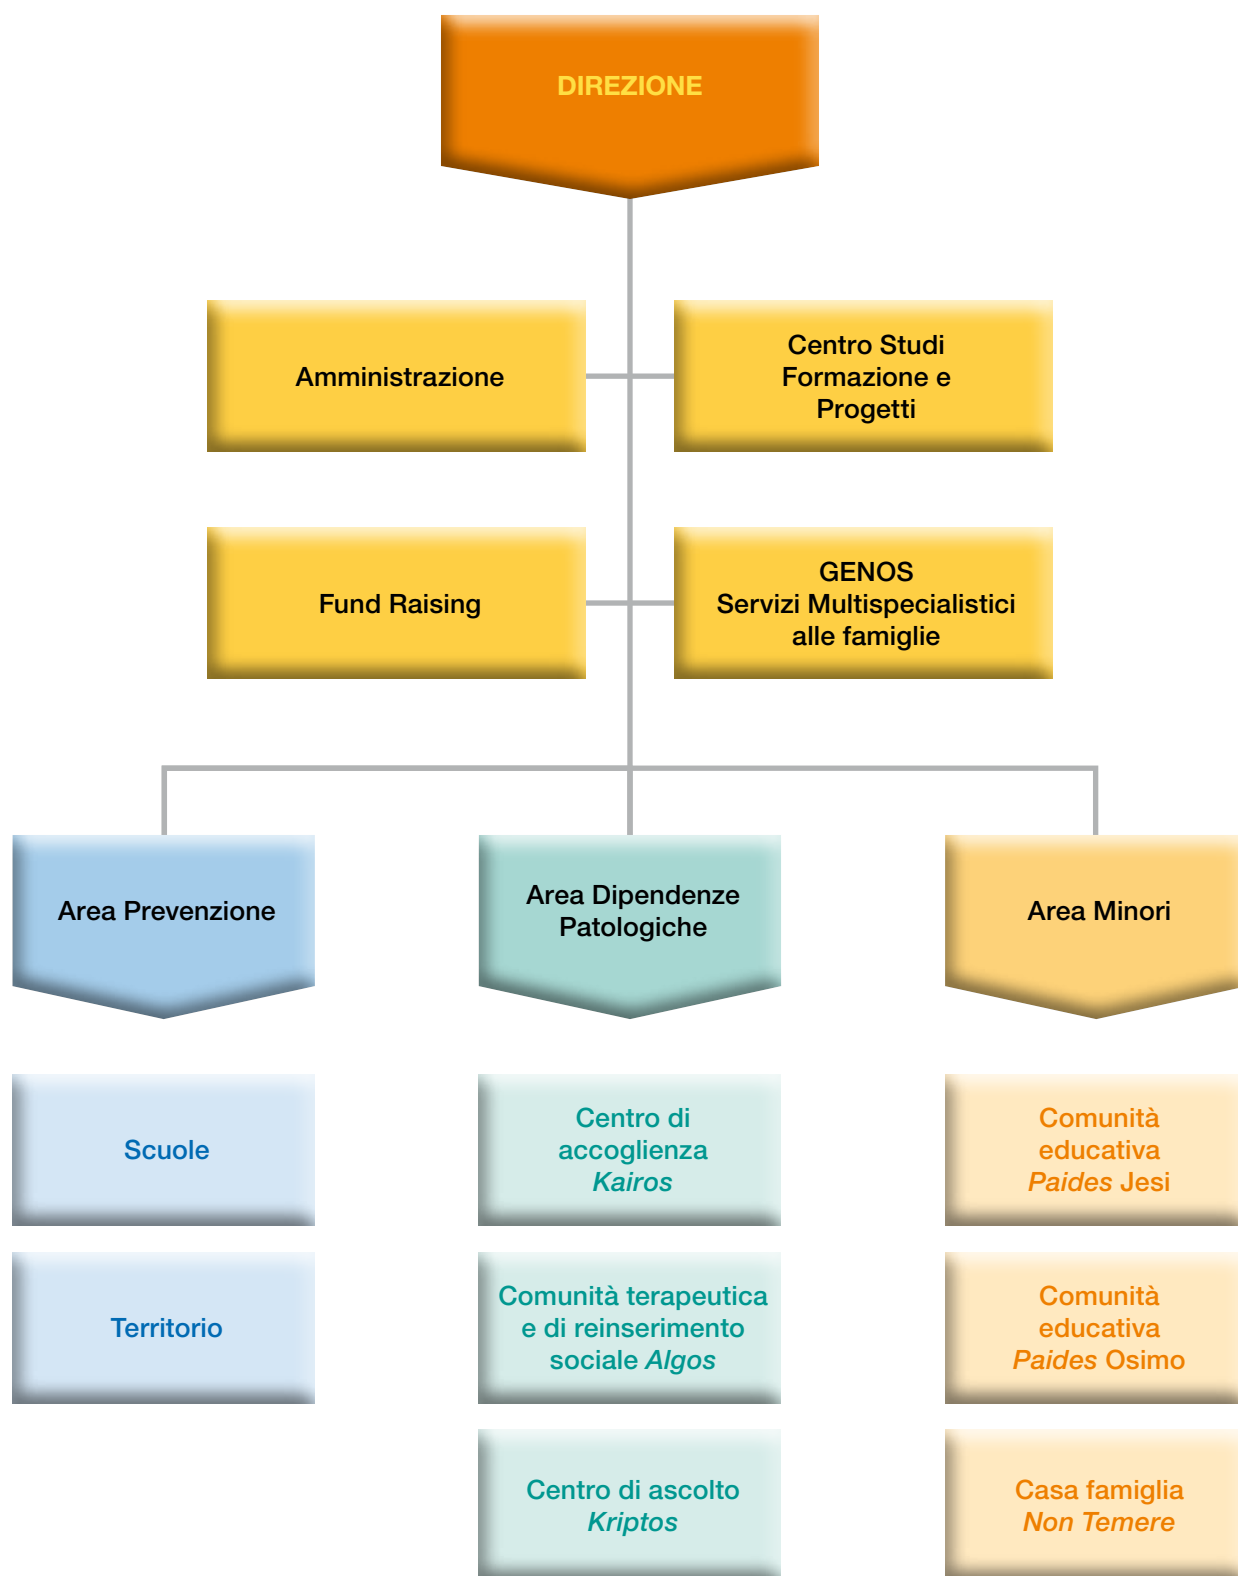 DIREZIONE
Amministrazione
Centro Studi
Formazione e
Progetti
Fund Raising
GENOS
Servizi Multispecialistici
alle famiglie
Area Prevenzione
Area Dipendenze
Patologiche
Area Minori
Scuole
Centro di
accoglienza
Kairos
Comunità
educativa
Paides Jesi
Territorio
Comunità terapeutica
e di reinserimento
sociale Algos
Comunità
educativa
Paides Osimo
Centro di ascolto
Kriptos
Casa famiglia
Non Temere